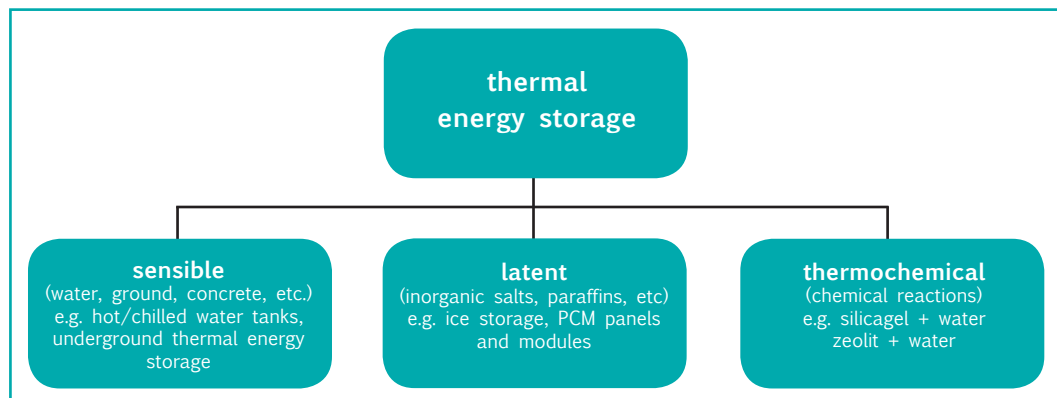 thermal
energy storage
sensible
(water, ground, concrete, etc.)
e.g. hot/chilled water tanks,
underground thermal energy
storage
latent
(inorganic salts, paraffins, etc)
e.g. ice storage, PCM panels
and modules
thermochemical
(chemical reactions)
e.g. silicagel + water
zeolit + water